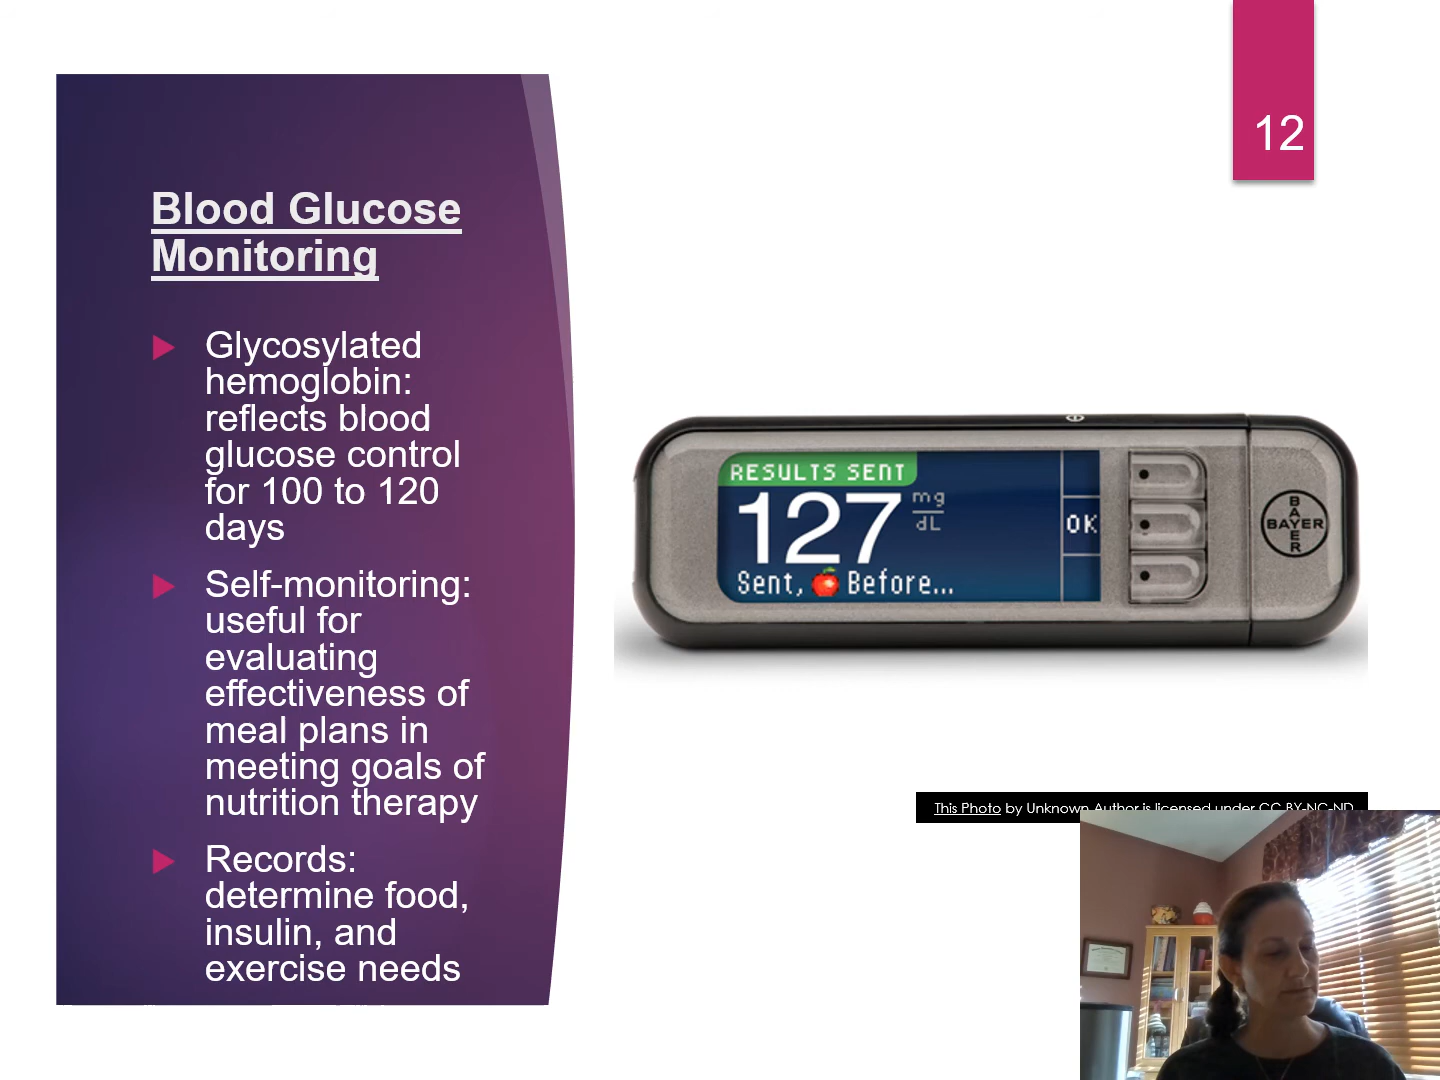 12
Blood Glucose
Monitoring
Glycosylated
hemoglobin:
reflects blood
glucose control
for 100 to 120
days
Self-monitoring:
useful for
evaluating
effectiveness of
meal plans in
meeting goals of
nutrition therapy
Records:
determine food,
insulin, and
exercise needs
RESULTS SENT
127 mg/dL
OK
Sent, Before...
BAYER
BAYER
This Photo by Unknown Author is licensed under CC BY-NC-ND